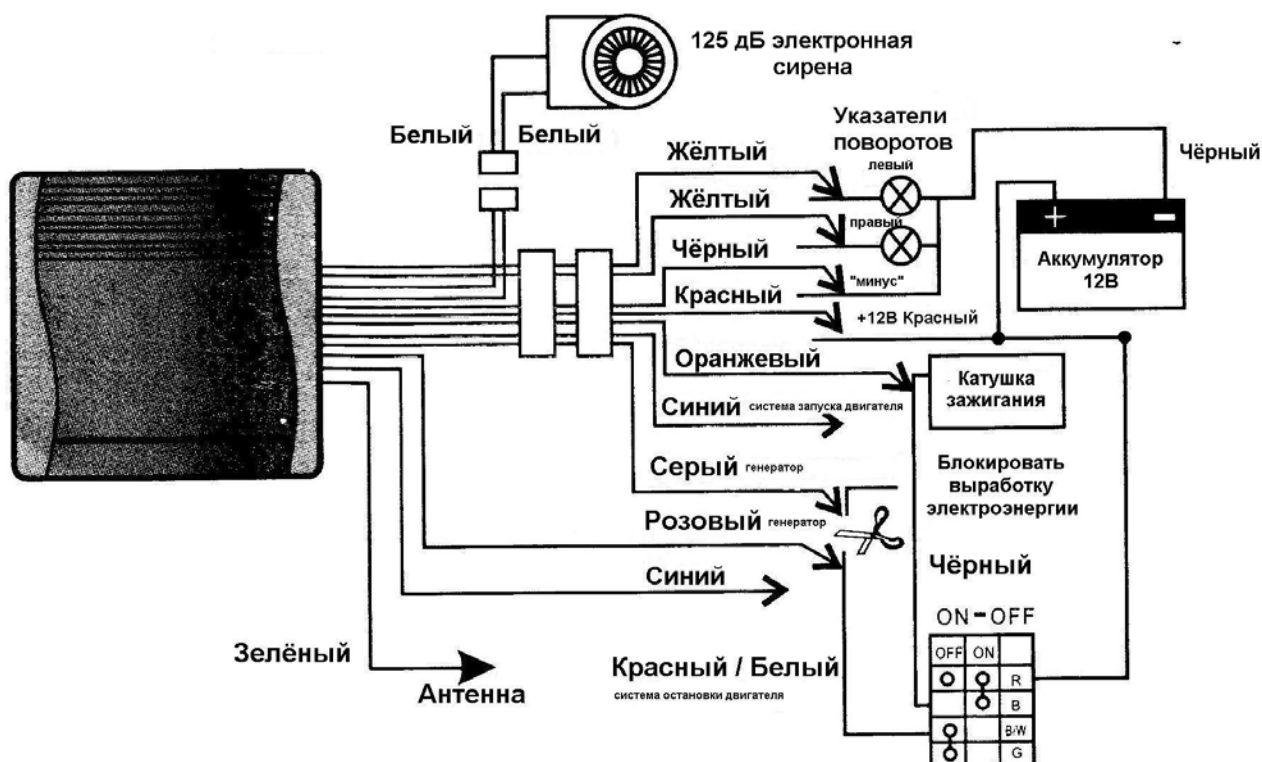 125 дБ электронная
сирена
Белый
Белый
Указатели
поворотов
левый
Жёлтый
Чёрный
Жёлтый
правый
Чёрный
"минус"
+
-
Аккумулятор
12В
Красный
+12В Красный
Оранжевый
Катушка
зажигания
Синий система запуска двигателя
Серый генератор
Блокировать
выработку
электроэнергии
Розовый генератор
Синий
Чёрный
ON-OFF
OFF ON
R
B
B/W
G
Зелёный
Антенна
Красный / Белый
система остановки двигателя